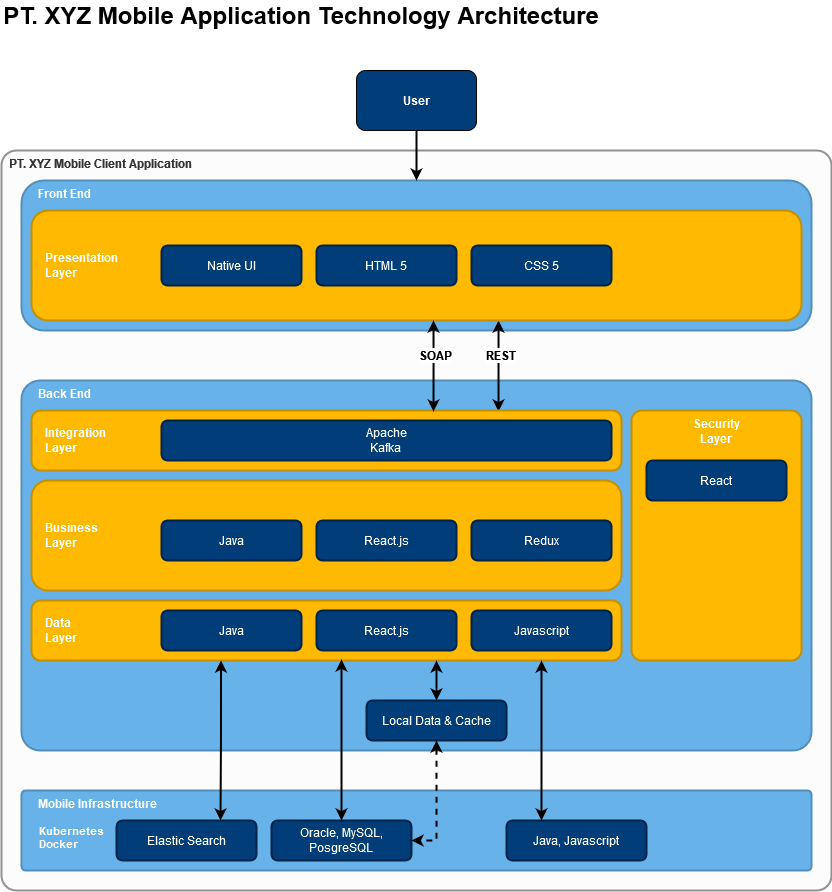 PT. XYZ Mobile Application Technology Architecture
User
PT. XYZ Mobile Client Application
Front End
Presentation
Layer
Native UI
HTML 5
CSS 5
SOAP
REST
Back End
Integration
Layer
Apache
Kafka
Security
Layer
React
Business
Layer
Java
React.js
Redux
Data
Layer
Java
React.js
Javascript
Local Data & Cache
Mobile Infrastructure
Kubernetes
Docker
Elastic Search
Oracle, MySQL,
PosgreSQL
Java, Javascript